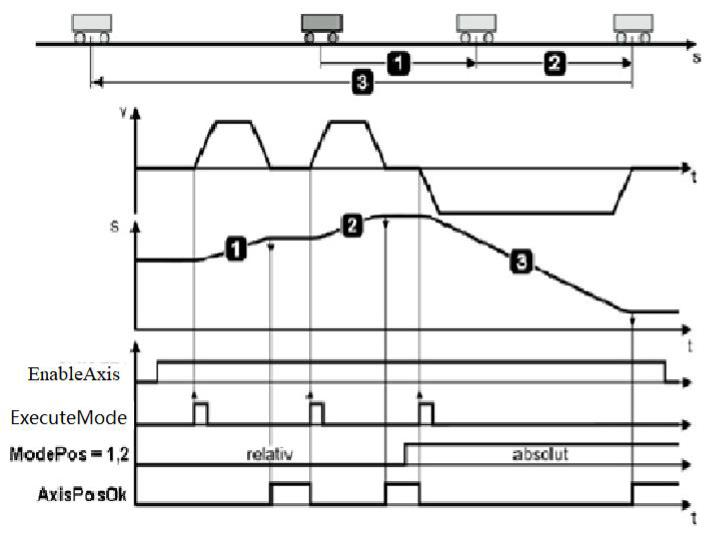 s
1
2
3
v
t
s
1
2
3
t
EnableAxis
ExecuteMode
ModePos = 1,2
relativ
absolut
AxisPosOk
t